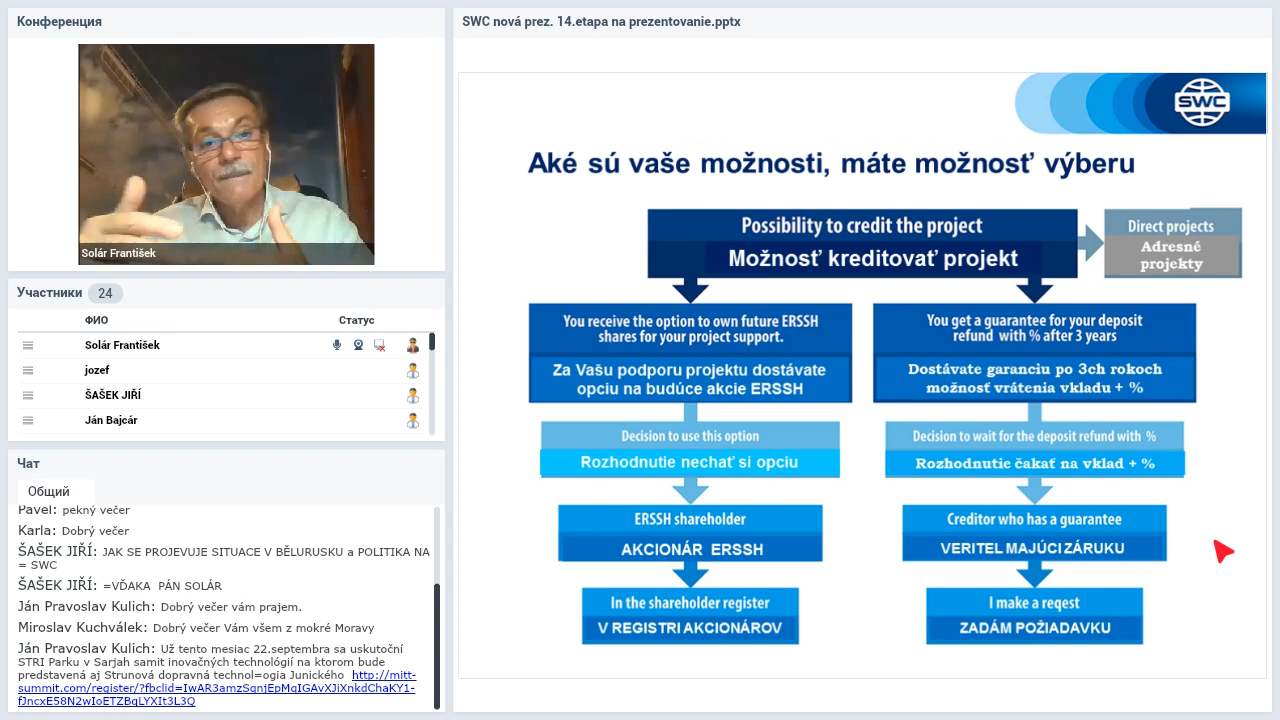 Конференция
Solár František
Участники 24
ФИО Статус
Solár František
jozef
ŠAŠEK JIŘÍ
Ján Bajcár
Чат
Общий
Pavel: pekný večer
Karla: Dobrý večer
ŠAŠEK JIŘÍ: JAK SE PROJEVUJE SITUACE V BĚLURUSKU a POLITIKA NA
= SWC
ŠAŠEK JIŘÍ: =VĎAKA PÁN SOLÁR
Ján Pravoslav Kulich: Dobrý večer vám prajem.
Miroslav Kuchválek: Dobrý večer Vám všem z mokré Moravy
Ján Pravoslav Kulich: Už tento mesiac 22.septembra sa uskutoční
STRI Parku v Sarjah samit inovačných technológií na ktorom bude
predstavená aj Strunová dopravná technol=ogia Junického http://mitt-
summit.com/register/?fbclid=IwAR3amzSqnjEpMqIGAvXJiXnkdChaKY1-
fJncxE58N2wIoETZBqLYXIt3L3Q
SWC nová prez. 14.etapa na prezentovanie.pptx
SWC
Aké sú vaše možnosti, máte možnosť výberu
Possibility to credit the project
Možnosť kreditovať projekt
Direct projects
Adresné
projekty
You receive the option to own future ERSSH
shares for your project support.
Za Vašu podporu projektu dostávate
opciu na budúce akcie ERSSH
Decision to use this option
Rozhodnutie nechať si opciu
ERSSH shareholder
AKCIONÁR ERSSH
In the shareholder register
V REGISTRI AKCIONÁROV
You get a guarantee for your deposit
refund with % after 3 years
Dostávate garanciu po 3ch rokoch
možnosť vrátenia vkladu + %
Decision to wait for the deposit refund with %
Rozhodnutie čakať na vklad + %
Creditor who has a guarantee
VERITEL MAJÚCI ZÁRUKU
I make a reqest
ZADÁM POŽIADAVKU